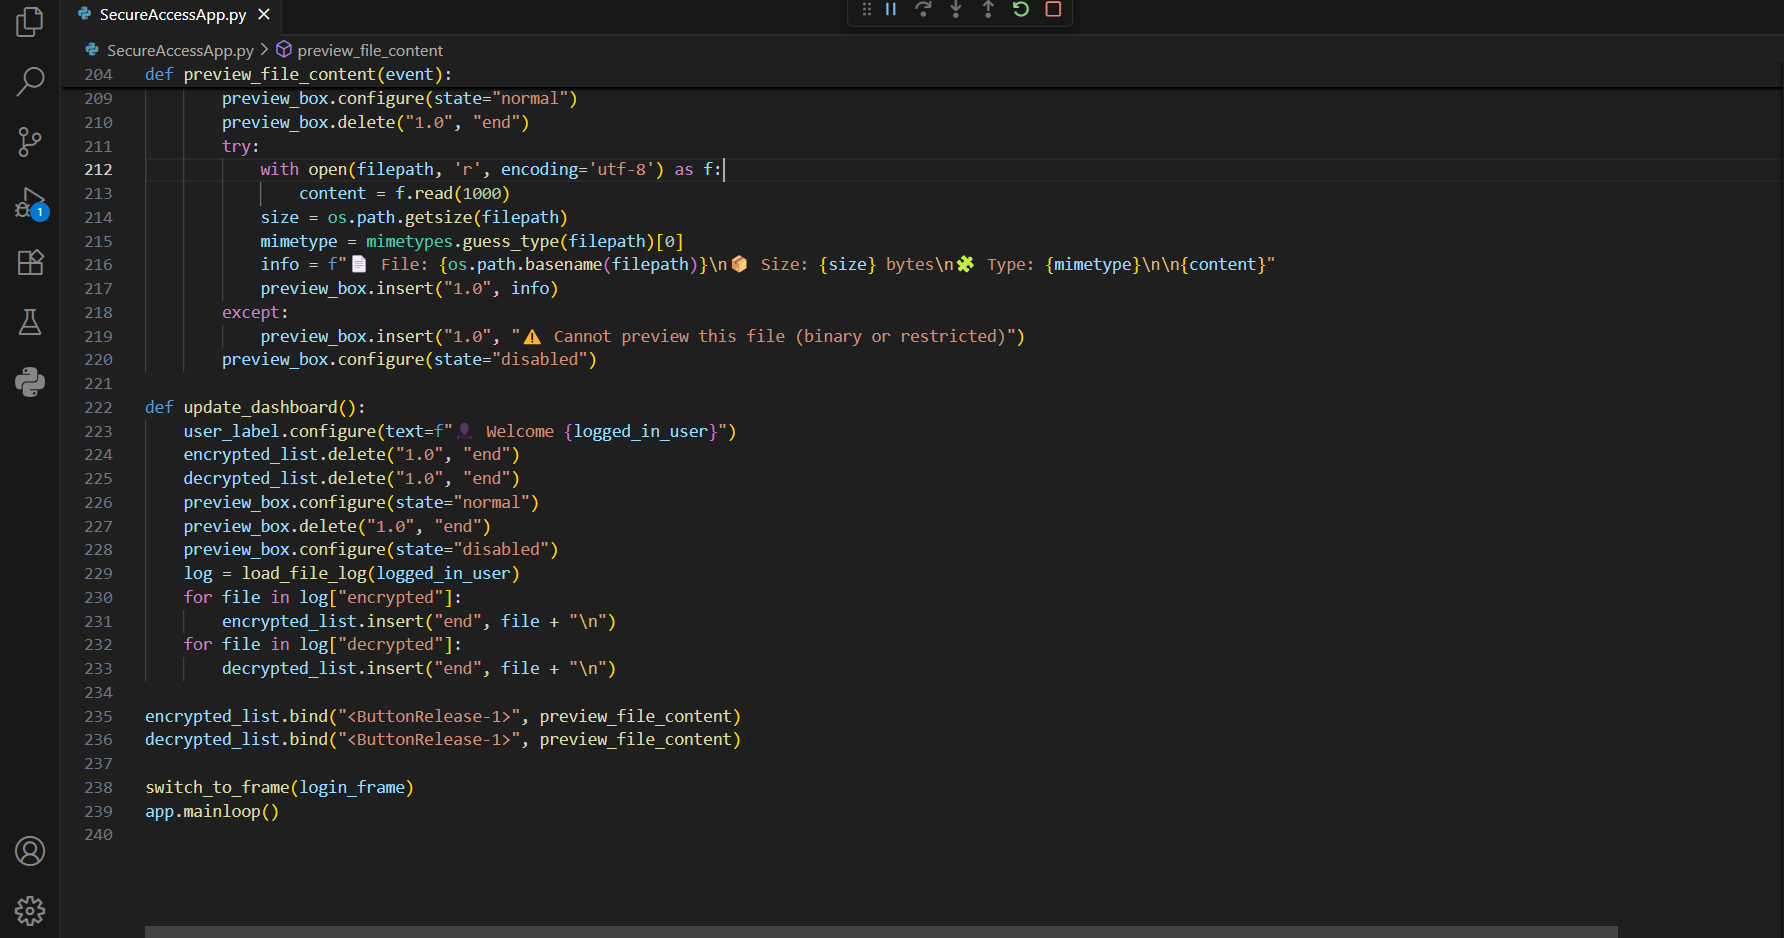 SecureAccessApp.py
SecureAccessApp.py > preview_file_content
204 def preview_file_content(event):
209 preview_box.configure(state="normal")
210 preview_box.delete("1.0", "end")
211 try:
212 with open(filepath, 'r', encoding='utf-8') as f:
213 content = f.read(1000)
214 size = os.path.getsize(filepath)
215 mimetype = mimetypes.guess_type(filepath)[0]
216 info = f"📄 File: {os.path.basename(filepath)}\n📦 Size: {size} bytes\n🧩 Type: {mimetype}\n\n{content}"
217 preview_box.insert("1.0", info)
218 except:
219 preview_box.insert("1.0", "⚠️ Cannot preview this file (binary or restricted)")
220 preview_box.configure(state="disabled")
221
222 def update_dashboard():
223 user_label.configure(text=f"👤 Welcome {logged_in_user}")
224 encrypted_list.delete("1.0", "end")
225 decrypted_list.delete("1.0", "end")
226 preview_box.configure(state="normal")
227 preview_box.delete("1.0", "end")
228 preview_box.configure(state="disabled")
229 log = load_file_log(logged_in_user)
230 for file in log["encrypted"]:
231 encrypted_list.insert("end", file + "\n")
232 for file in log["decrypted"]:
233 decrypted_list.insert("end", file + "\n")
234
235 encrypted_list.bind("<ButtonRelease-1>", preview_file_content)
236 decrypted_list.bind("<ButtonRelease-1>", preview_file_content)
237
238 switch_to_frame(login_frame)
239 app.mainloop()
240
1